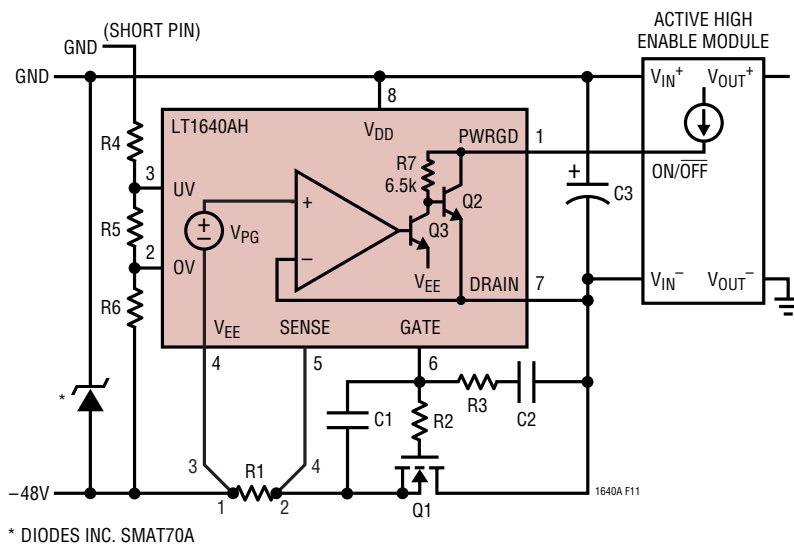 (SHORT PIN)
GND
GND
ACTIVE HIGH
ENABLE MODULE
VIN+
VOUT+
ON/OFF
VIN−
VOUT−
8
LT1640AH
VDD
PWRGD
1
R7
6.5k
Q2
Q3
VEE
+
−
+
−
VPG
R4
3
UV
R5
2
OV
R6
DRAIN
7
+
C3
VEE
SENSE
GATE
4
5
6
*
C1
R2
R3
C2
3
R1
4
1
2
−48V
Q1
1640A F11
* DIODES INC. SMAT70A